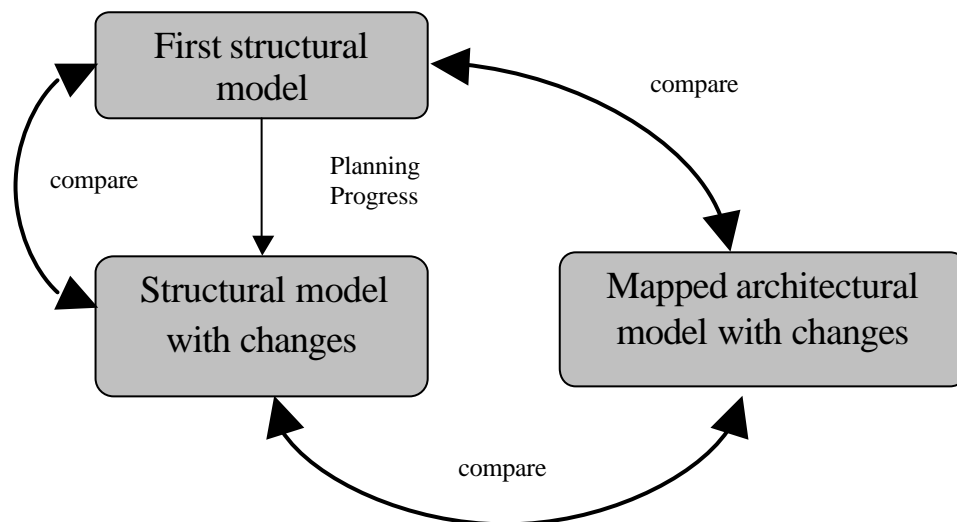 First structural
model
compare
compare
Planning
Progress
Structural model
with changes
Mapped architectural
model with changes
compare